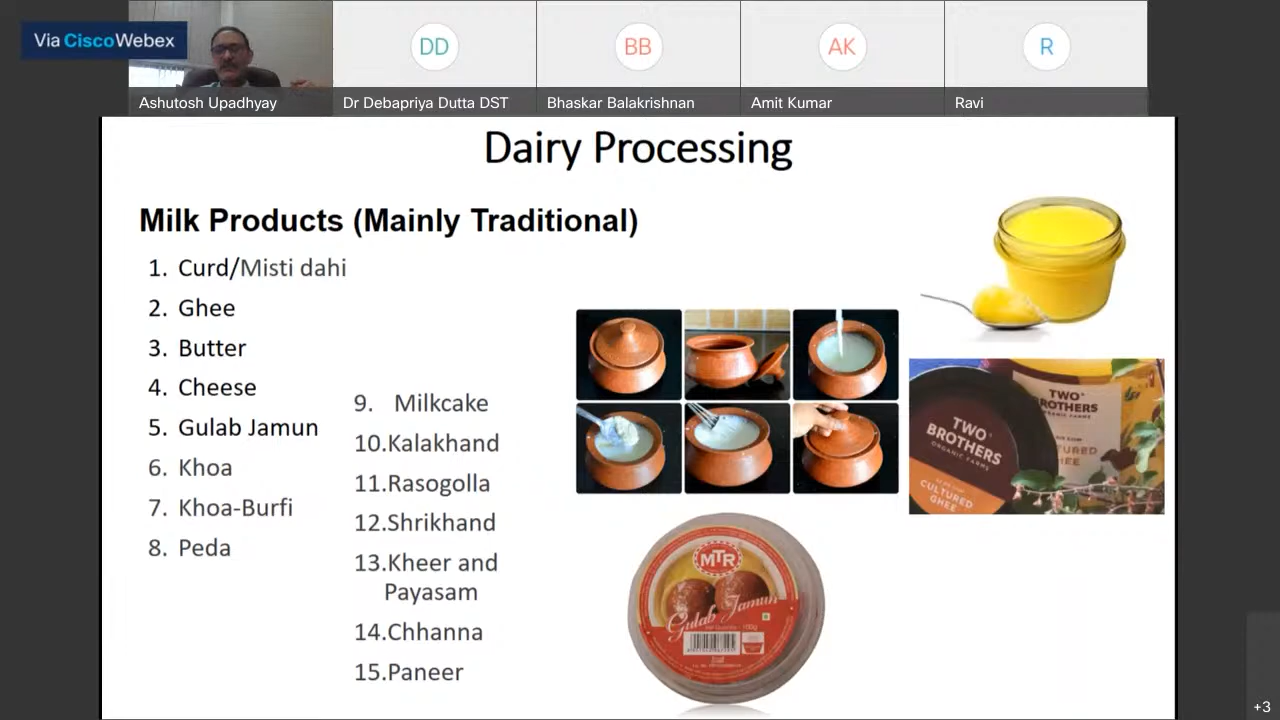 Via Cisco Webex
DD
BB
AK
R
Ashutosh Upadhyay
Dr Debapriya Dutta DST
Bhaskar Balakrishnan
Amit Kumar
Ravi
Dairy Processing
Milk Products (Mainly Traditional)
1. Curd/Misti dahi
2. Ghee
3. Butter
4. Cheese
5. Gulab Jamun
6. Khoa
7. Khoa-Burfi
8. Peda
9. Milkcake
10.Kalakhand
11.Rasogolla
12.Shrikhand
13.Kheer and
Payasam
14.Chhanna
15.Paneer
TWO
BROTHERS
ORGANIC FARMS
CULTURED
GHEE
TWO
BROTHERS
ORGANIC FARMS
MTR
Gulab Jamun
+3